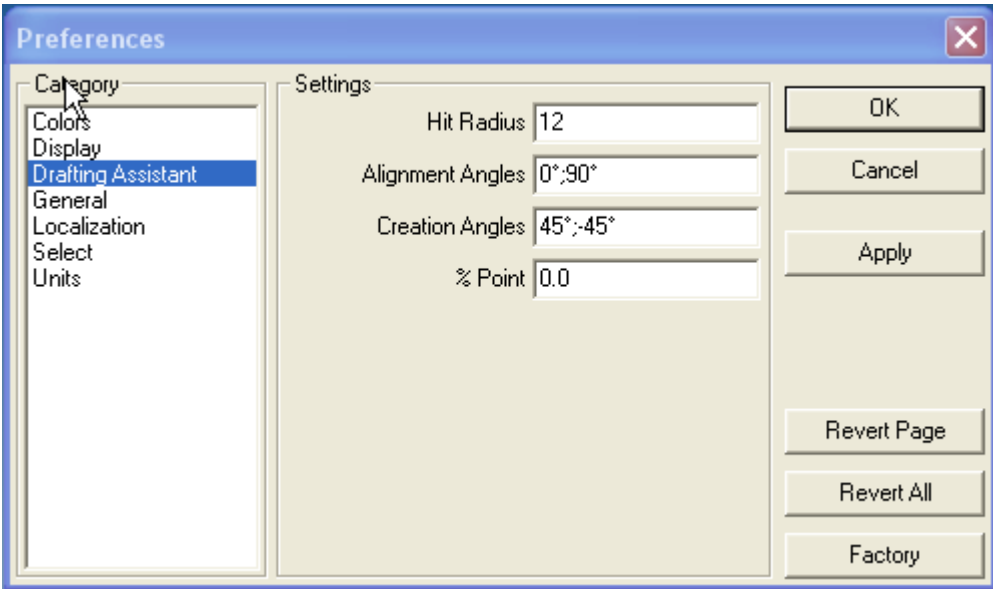 Preferences
Category
Colors
Display
Drafting Assistant
General
Localization
Select
Units
Settings
Hit Radius 12
Alignment Angles 0°;90°
Creation Angles 45°;-45°
% Point 0.0
OK
Cancel
Apply
Revert Page
Revert All
Factory